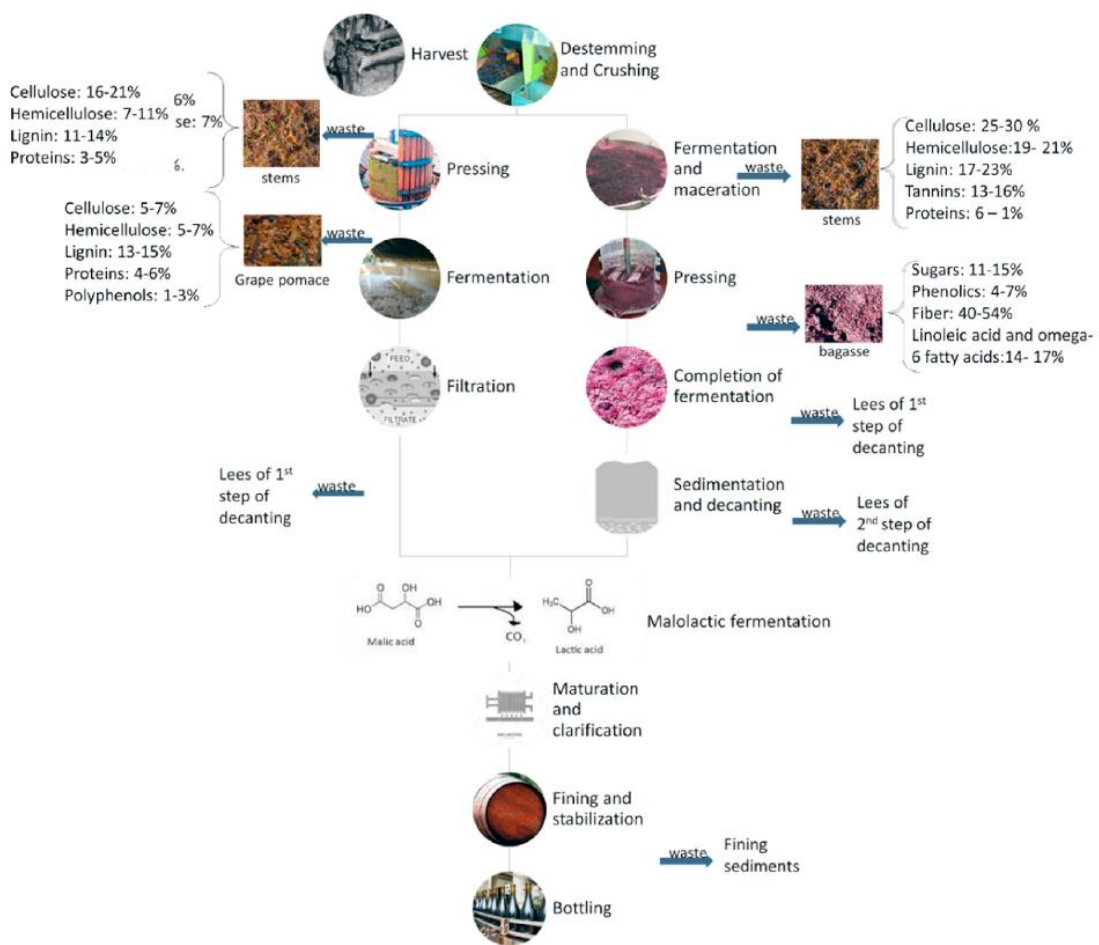 Harvest
Destemming
and Crushing
Cellulose: 16-21%
6%
Hemicellulose: 7-11%
se: 7%
Lignin: 11-14%
Proteins: 3-5%
%.
waste
stems
Pressing
Cellulose: 5-7%
Hemicellulose: 5-7%
Lignin: 13-15%
Proteins: 4-6%
Polyphenols: 1-3%
waste
Grape pomace
Fermentation
FEED
FILTRATE
Filtration
Lees of 1st
step of
decanting
waste
Fermentation
and
maceration
waste
stems
Cellulose: 25-30 %
Hemicellulose:19- 21%
Lignin: 17-23%
Tannins: 13-16%
Proteins: 6 – 1%
Pressing
waste
bagasse
Sugars: 11-15%
Phenolics: 4-7%
Fiber: 40-54%
Linoleic acid and omega-
6 fatty acids:14- 17%
Completion of
fermentation
waste
Lees of 1st
step of
decanting
Sedimentation
and decanting
waste
Lees of
2nd step of
decanting
O
OH
HO
OH
O
Malic acid
CO2
O
H3C
OH
OH
Lactic acid
Malolactic fermentation
Maturation
and
clarification
Fining and
stabilization
waste
Fining
sediments
Bottling